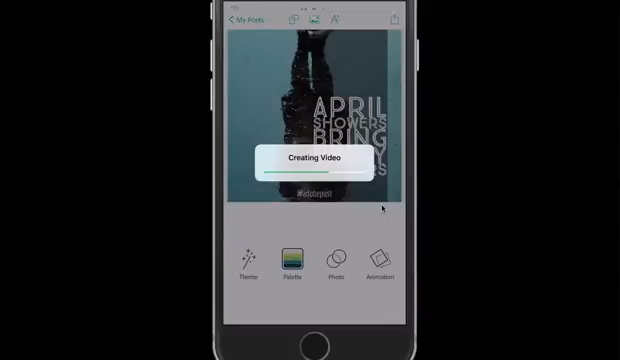 My Posts
APRIL
SHOWERS
BRING
Creating Video
#adobepost
Theme
Palette
Photo
Animation